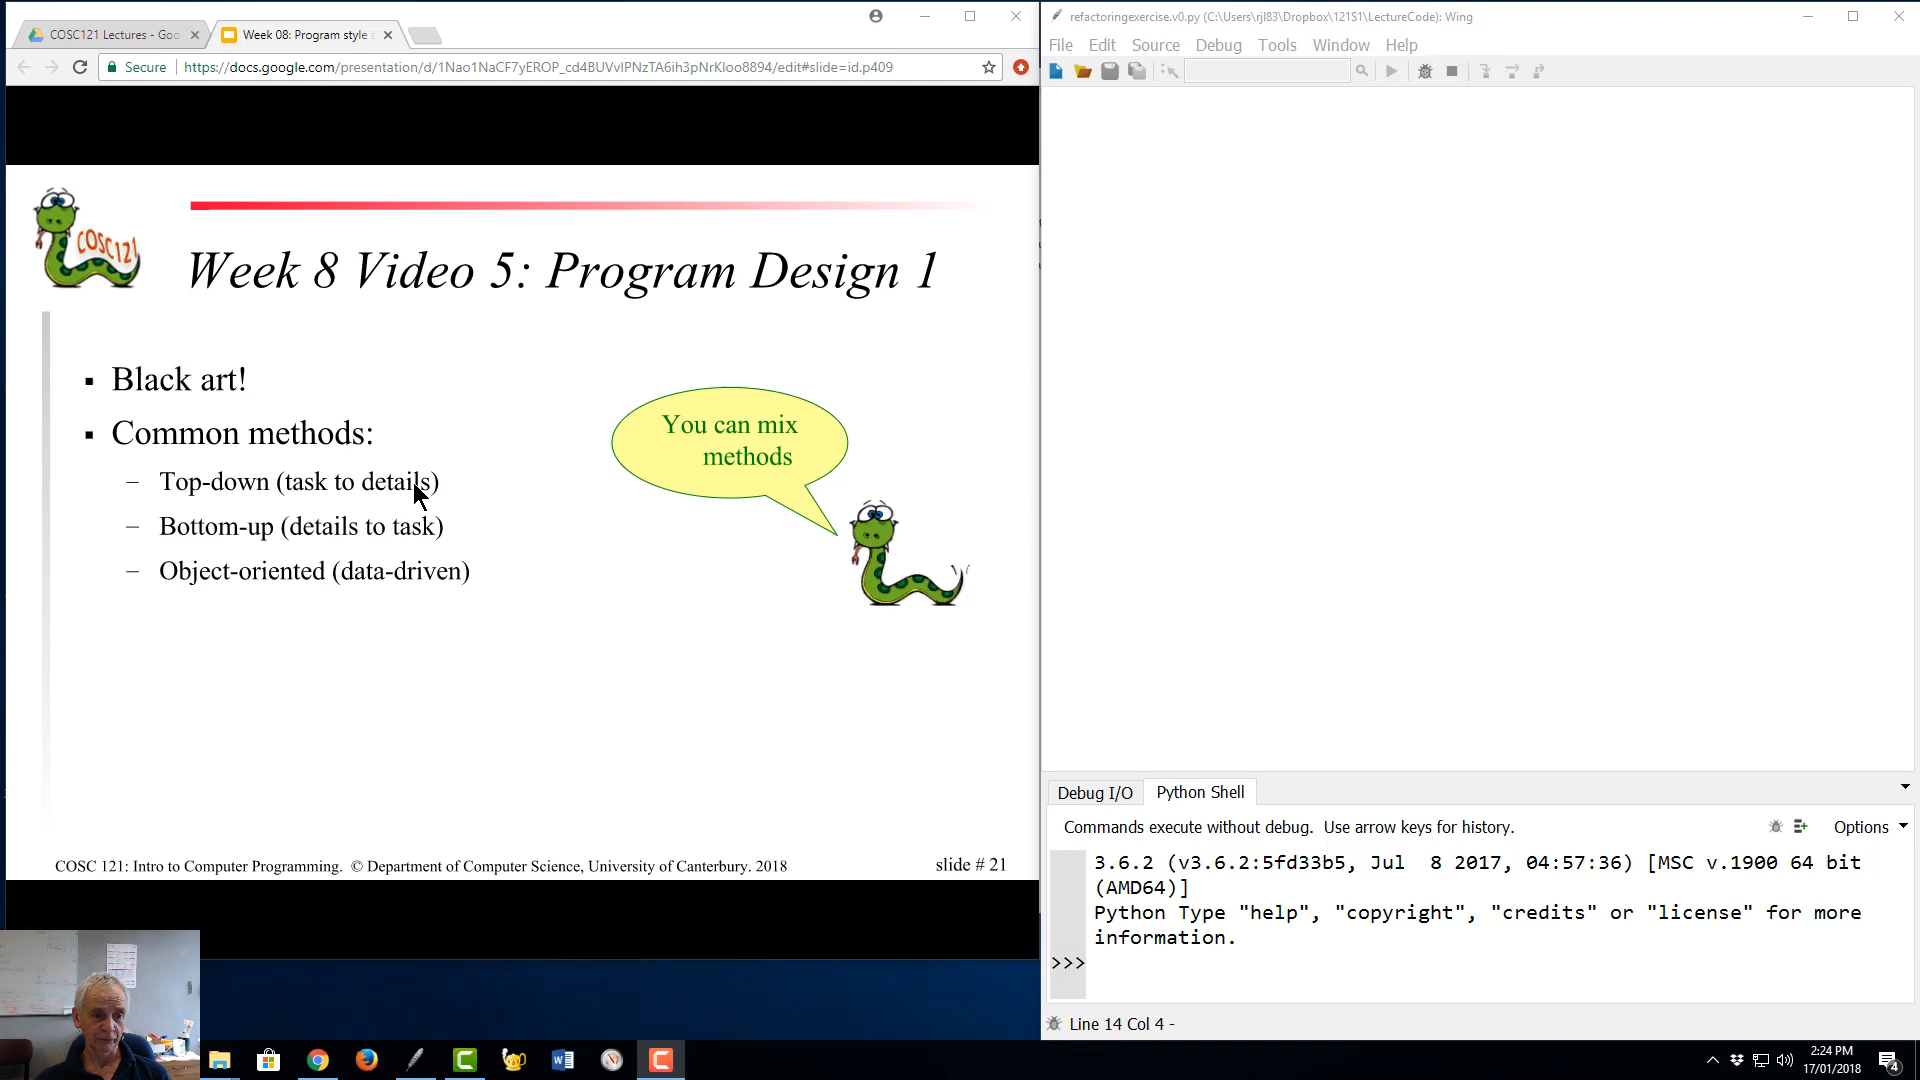 COSC121 Lectures - Goo
Week 08: Program style a
Secure
https://docs.google.com/presentation/d/1Nao1NaCF7yEROP_cd4BUVvlPNzTA6ih3pNrKloo8894/edit#slide=id.p409
COSC121
Week 8 Video 5: Program Design 1
▪ Black art!
▪ Common methods:
– Top-down (task to details)
– Bottom-up (details to task)
– Object-oriented (data-driven)
You can mix
methods
COSC 121: Intro to Computer Programming. © Department of Computer Science, University of Canterbury. 2018
slide # 21
refactoringexercise.v0.py (C:\Users\rjl83\Dropbox\121S1\LectureCode): Wing
File Edit Source Debug Tools Window Help
Debug I/O Python Shell
Commands execute without debug. Use arrow keys for history.
Options
3.6.2 (v3.6.2:5fd33b5, Jul  8 2017, 04:57:36) [MSC v.1900 64 bit
(AMD64)]
Python Type "help", "copyright", "credits" or "license" for more
information.
>>>
Line 14 Col 4 -
2:24 PM
17/01/2018
4